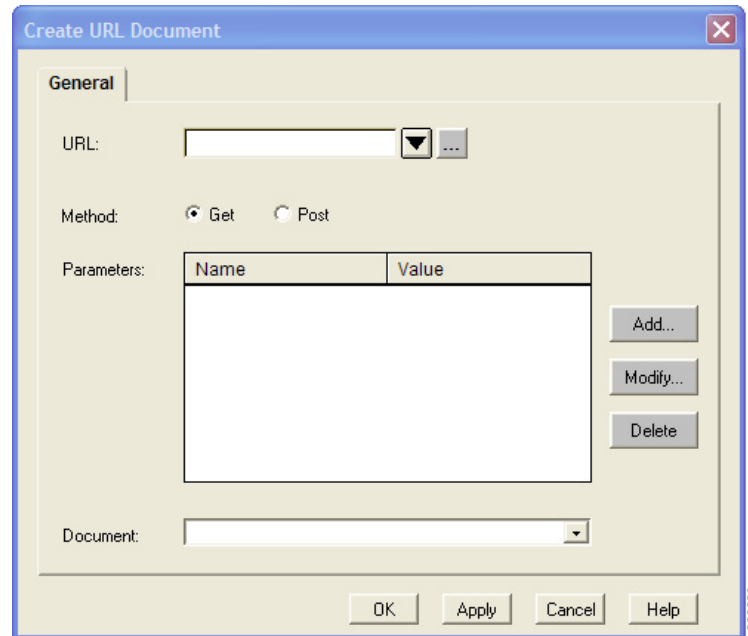 Create URL Document
General
URL:
...
Method:
Get
Post
Parameters:
Name
Value
Add...
Modify...
Delete
Document:
OK
Apply
Cancel
Help